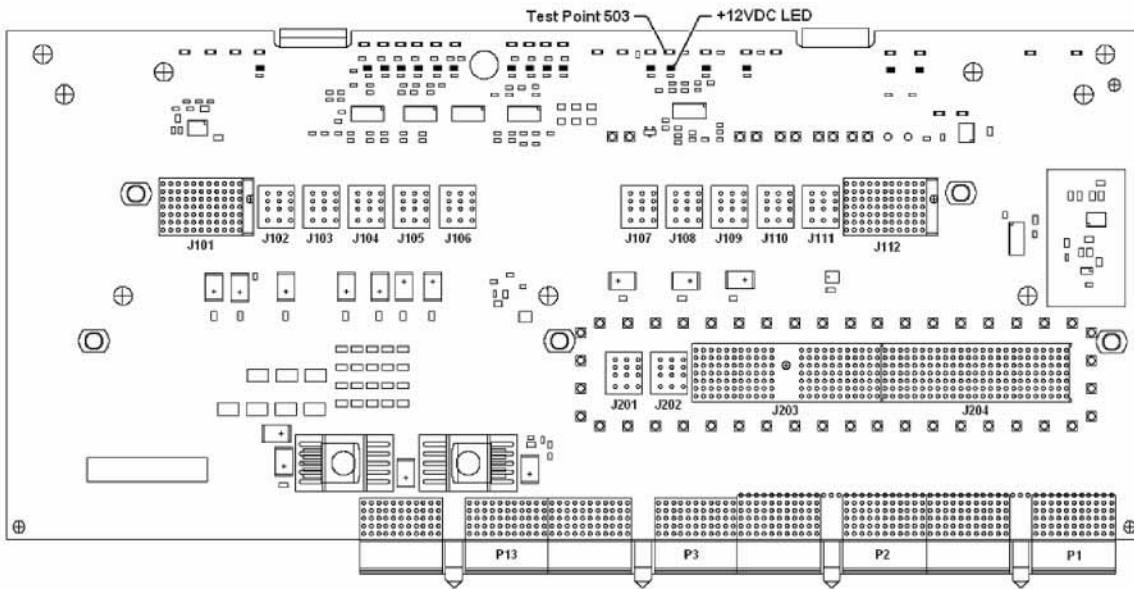 Test Point 503 +12VDC LED
J101 J102 J103 J104 J105 J106 J107 J108 J109 J110 J111 J112
J201 J202 J203 J204
P13 P3 P2 P1